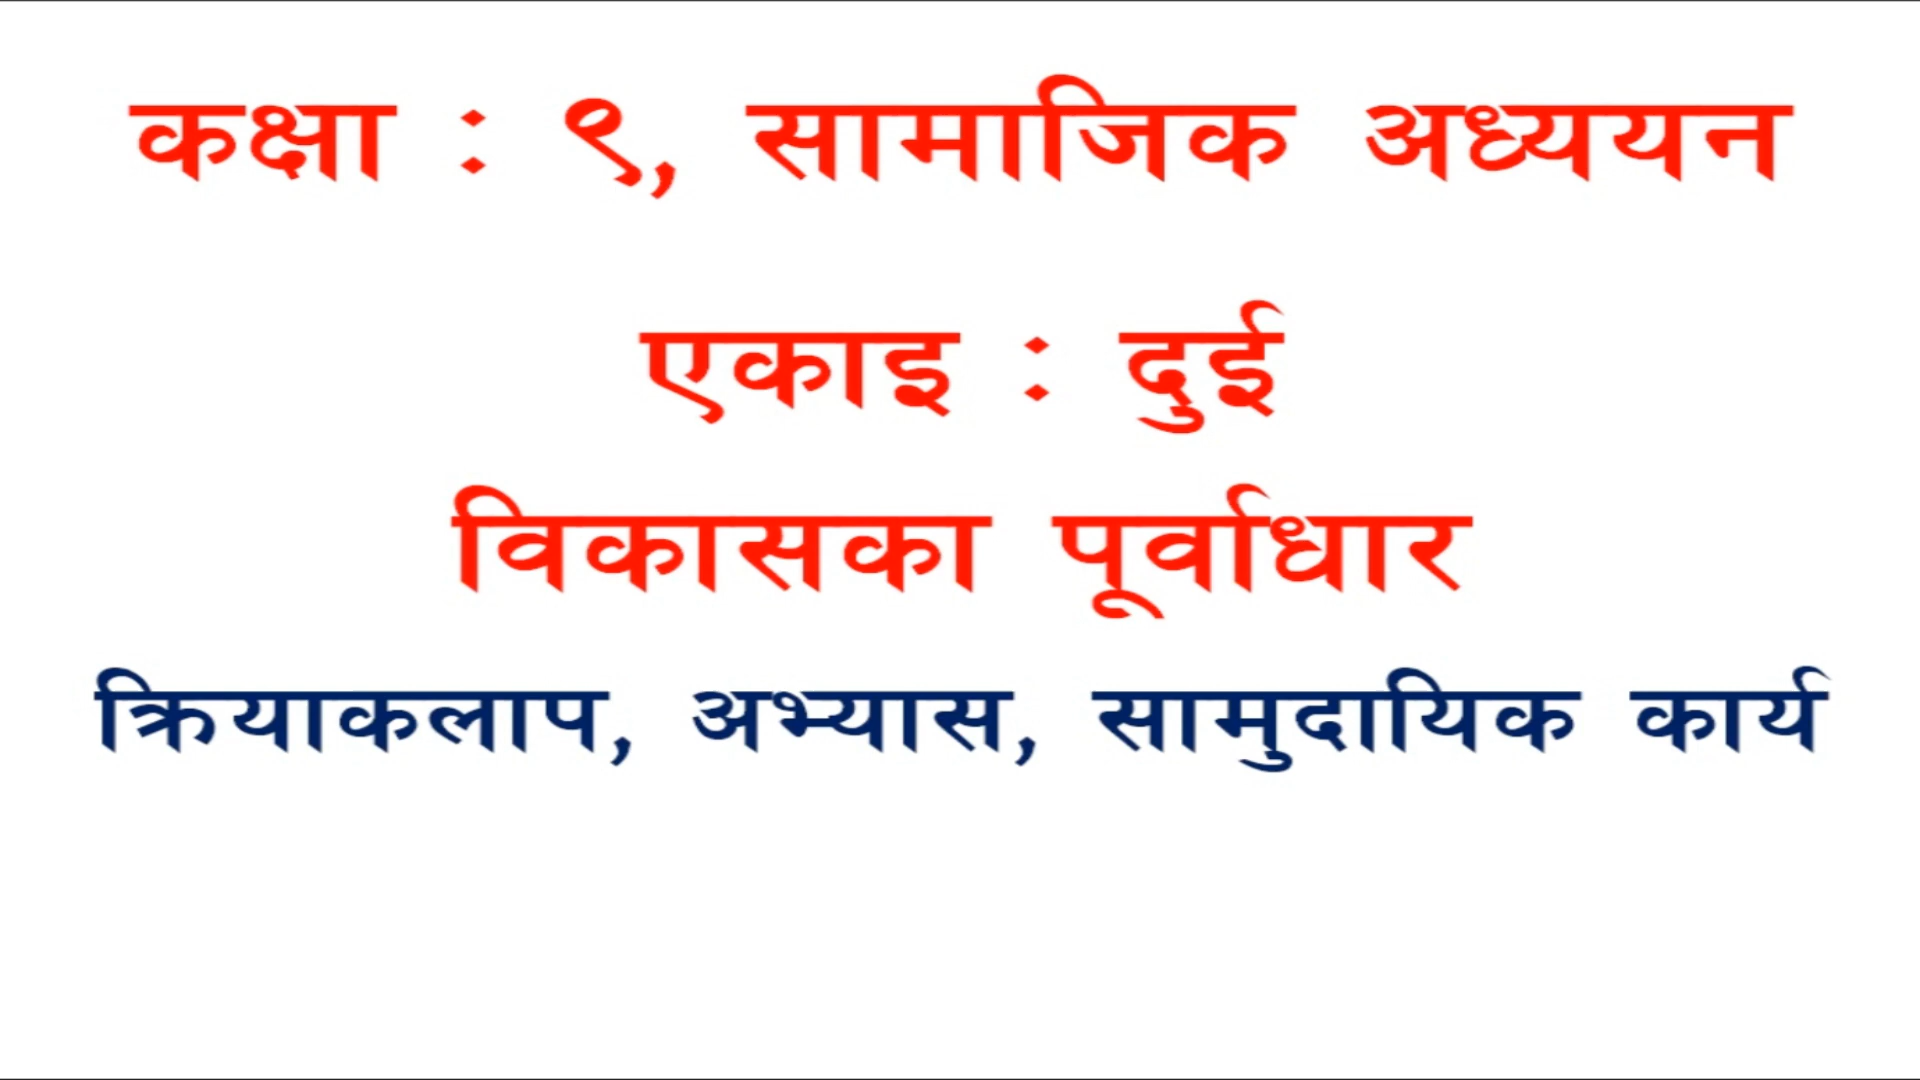 कक्षा : ९, सामाजिक अध्ययन
एकाइ : दुई
विकासका पूर्वाधार
क्रियाकलाप, अभ्यास, सामुदायिक कार्य